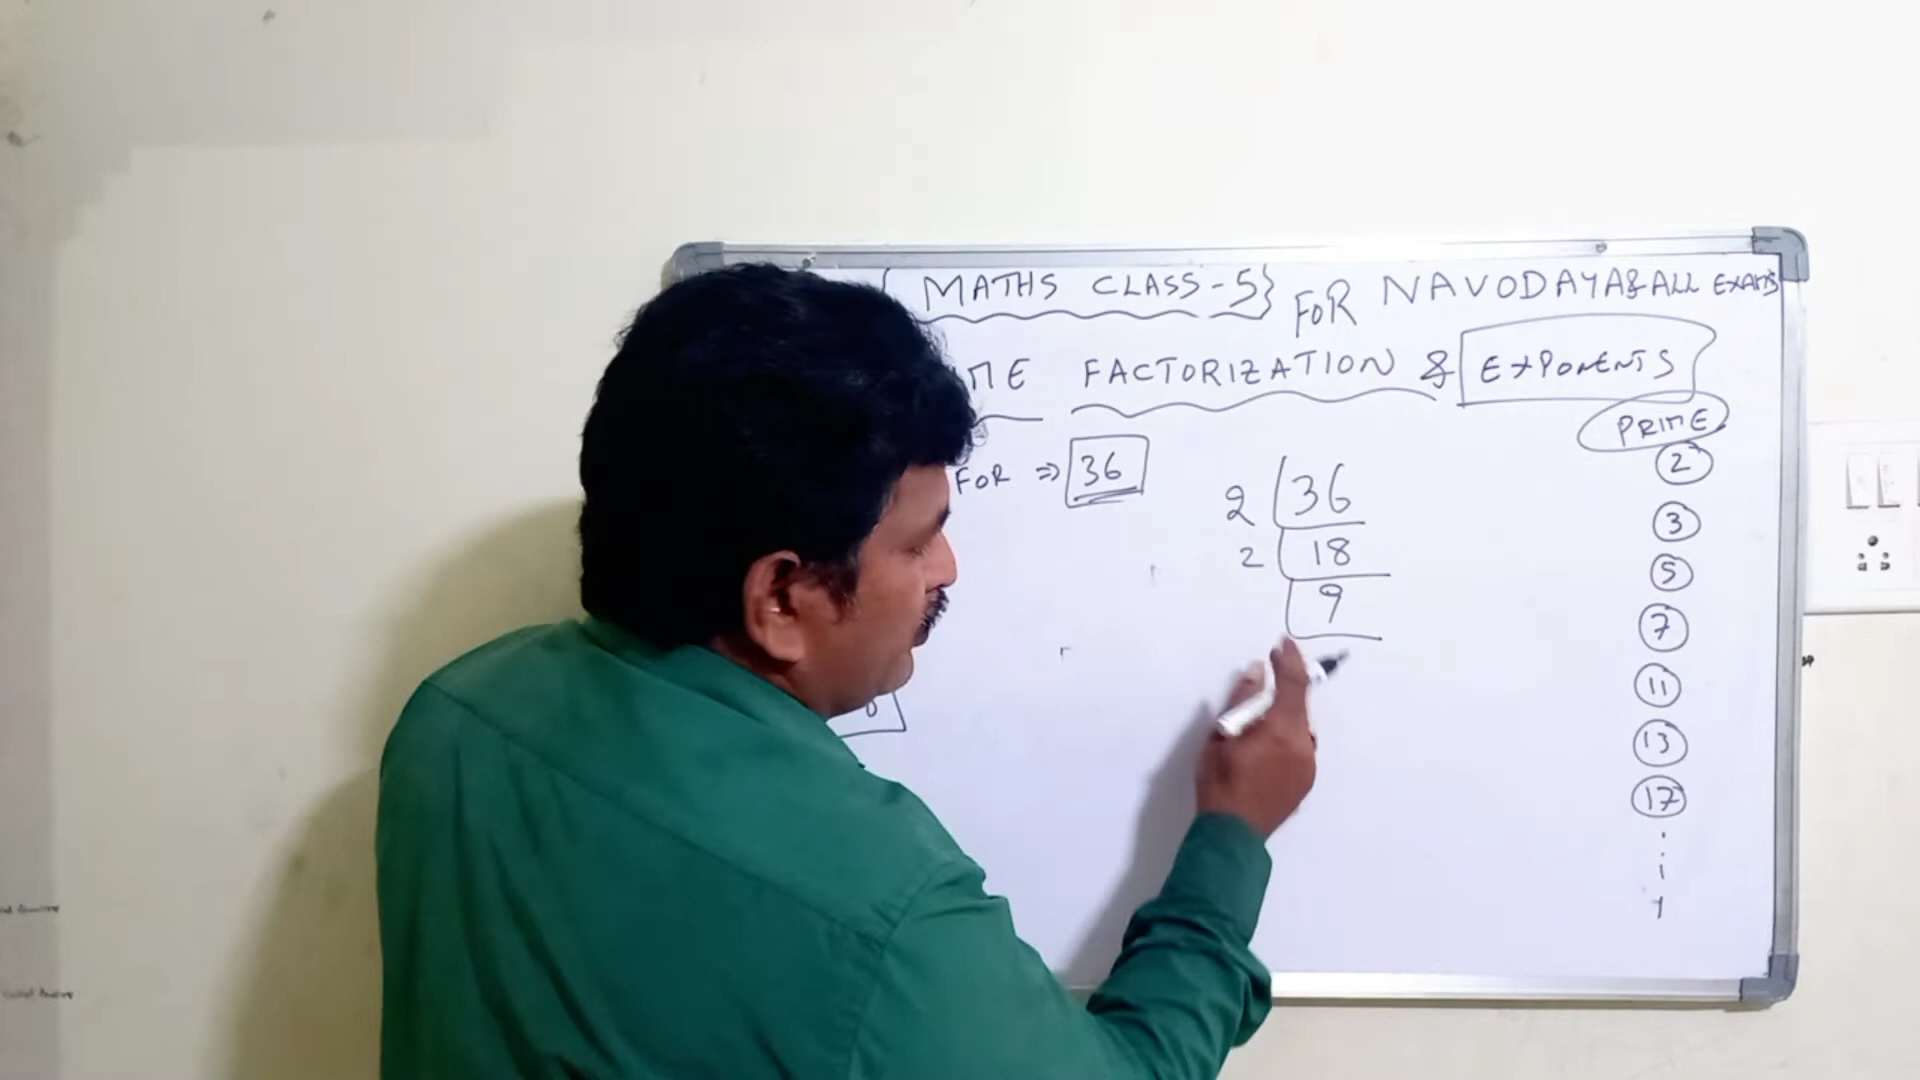 { MATHS CLASS-5} FOR NAVODAYA & ALL EXAMS
ME FACTORIZATION & EXPONENTS
PRIME
FOR ⇒ 36
2 36
2 18
9
2
3
5
7
11
13
17